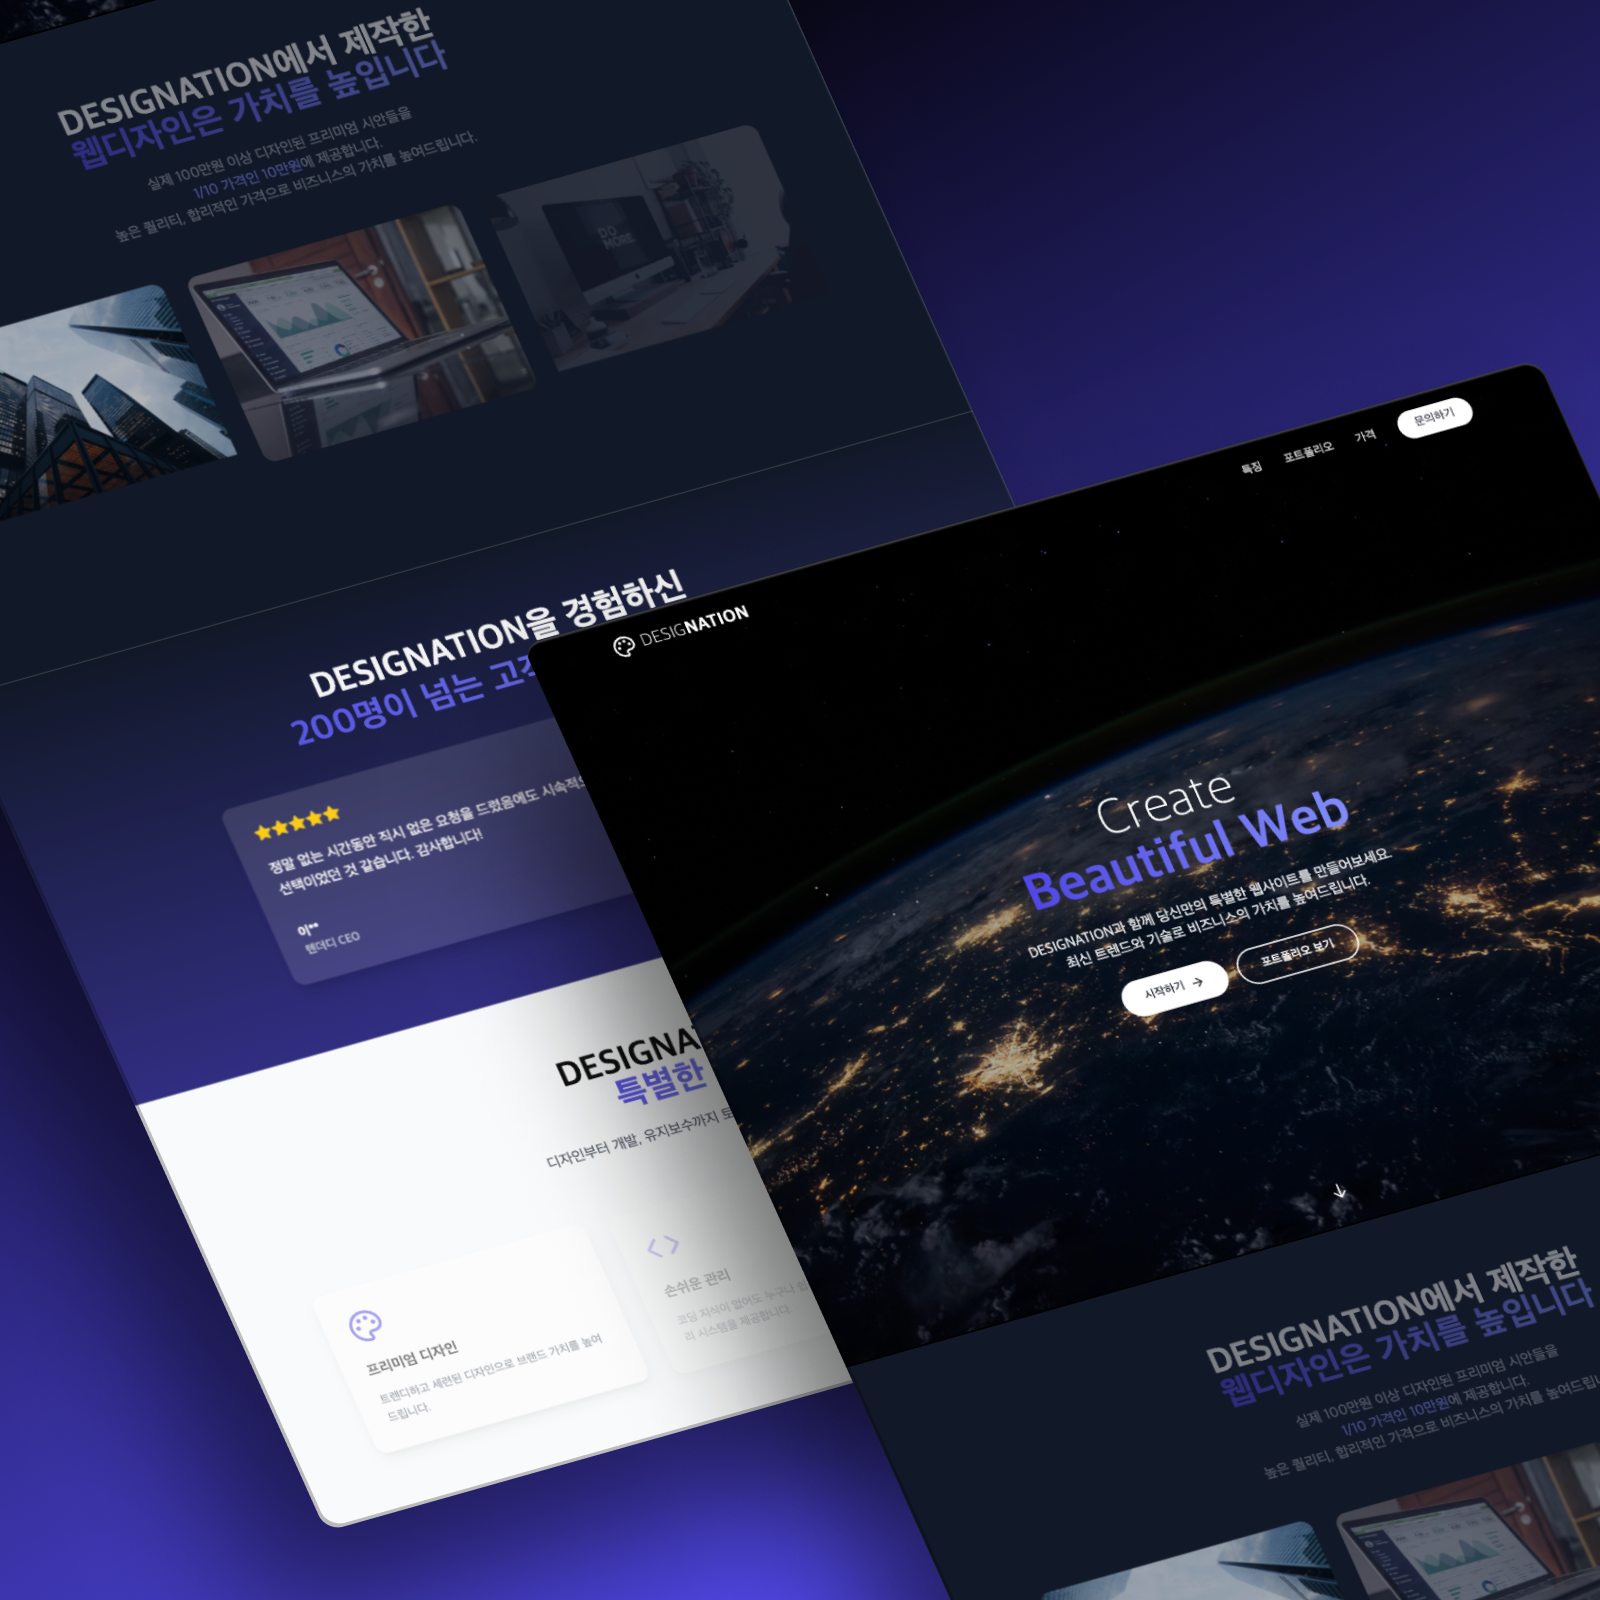 DESIGNATION에서 제작한
웹디자인은 가치를 높입니다
실제 100만원 이상 디자인된 프리미엄 시안들을
1/10 가격인 10만원에 제공합니다.
높은 퀄리티, 합리적인 가격으로 비즈니스의 가치를 높여드립니다.
DO
MORE
DESIGNATION을 경험하신
200명이 넘는 고객
정말 없는 시간동안 직시 없은 요청을 드렸음에도 시속적으
선택이었던 것 같습니다. 감사합니다!
이**
핸더디 CEO
DESIGNA
특별한
디자인부터 개발, 유지보수까지 토
프리미엄 디자인
트랜디하고 세련된 디자인으로 브랜드 가치를 높여
드립니다.
손쉬운 관리
코딩 지식이 없어도 누구나 쉽
리 시스템을 제공합니다.
DESIGNATION
특징
포트폴리오
가격
문의하기
Create
Beautiful Web
DESIGNATION과 함께 당신만의 특별한 웹사이트를 만들어보세요.
최신 트렌드와 기술로 비즈니스의 가치를 높여드립니다.
시작하기
포트폴리오 보기
DESIGNATION에서 제작한
웹디자인은 가치를 높입니다
실제 100만원 이상 디자인된 프리미엄 시안들을
1/10 가격인 10만원에 제공합니다.
높은 퀄리티, 합리적인 가격으로 비즈니스의 가치를 높여드립니